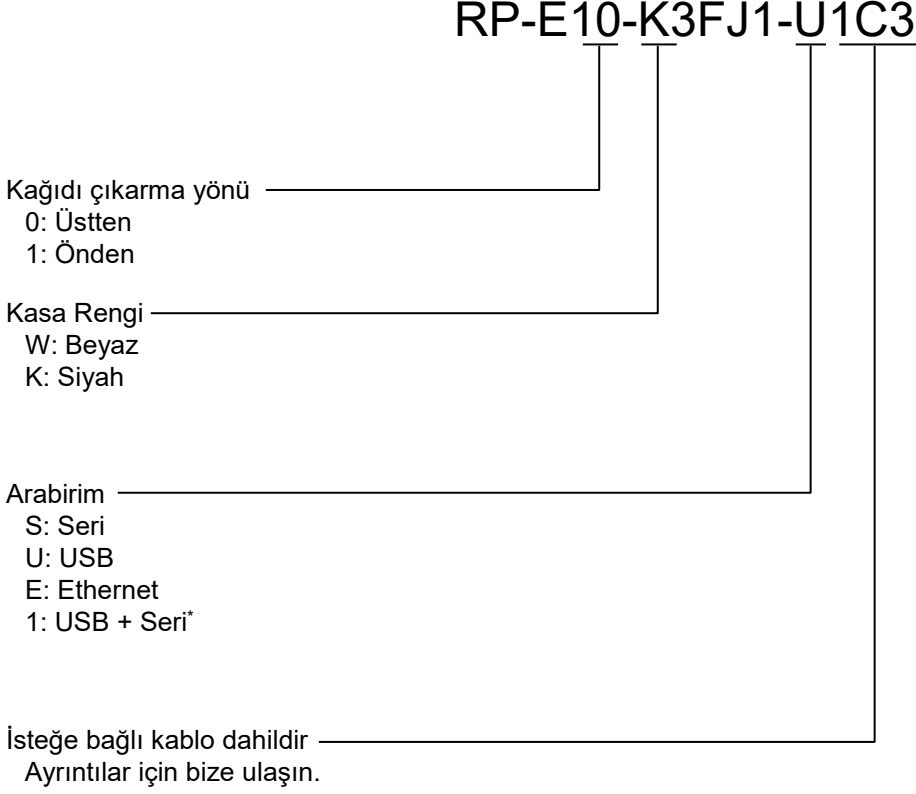 RP-E10-K3FJ1-U1C3
Kağıdı çıkarma yönü
0: Üstten
1: Önden
Kasa Rengi
W: Beyaz
K: Siyah
Arabirim
S: Seri
U: USB
E: Ethernet
1: USB + Seri*
İsteğe bağlı kablo dahildir
Ayrıntılar için bize ulaşın.